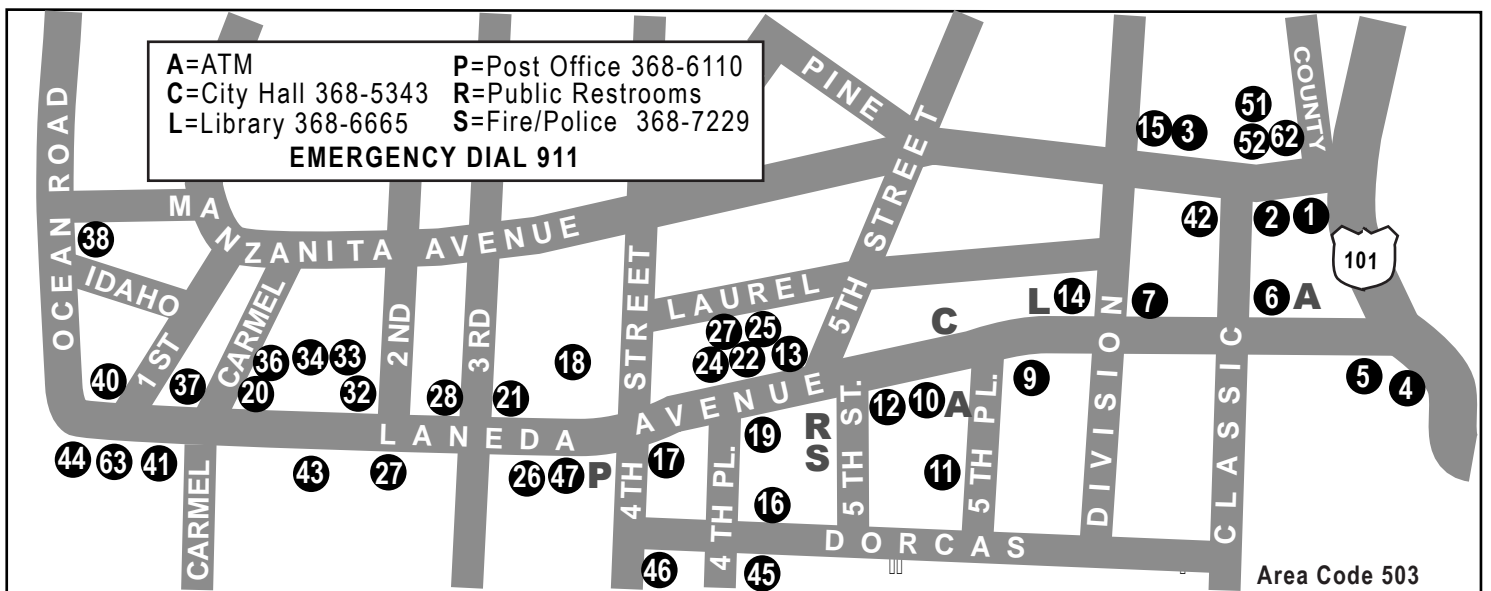 A=ATM
C=City Hall 368-5343
L=Library 368-6665
P=Post Office 368-6110
R=Public Restrooms
S=Fire/Police 368-7229
EMERGENCY DIAL 911
OCEAN ROAD
PINE
5TH STREET
COUNTY
51
15 3
52 62
MANZANITA AVENUE
38
42 2 1
101
IDAHO
1ST
CARMEL
2ND
3RD
4TH STREET
LAUREL
C
L 14
7
6 A
27 25
24 22 13
36 34 33
18
40
37
20
32
28
21
9
5 4
LANEDA AVENUE
12 10 A
19
R
S
44 63 41
CARMEL
43
27
26 47 P
17
4TH PL.
5TH ST.
11
5TH PL.
DIVISION
CLASSIC
16
DORCAS
46
45
Area Code 503